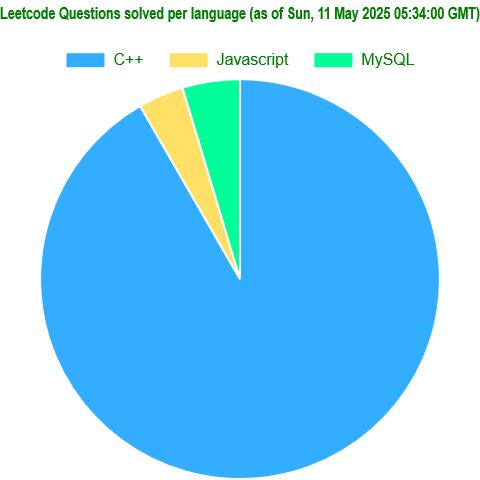 Leetcode Questions solved per language (as of Sun, 11 May 2025 05:34:00 GMT)
C++ Javascript MySQL